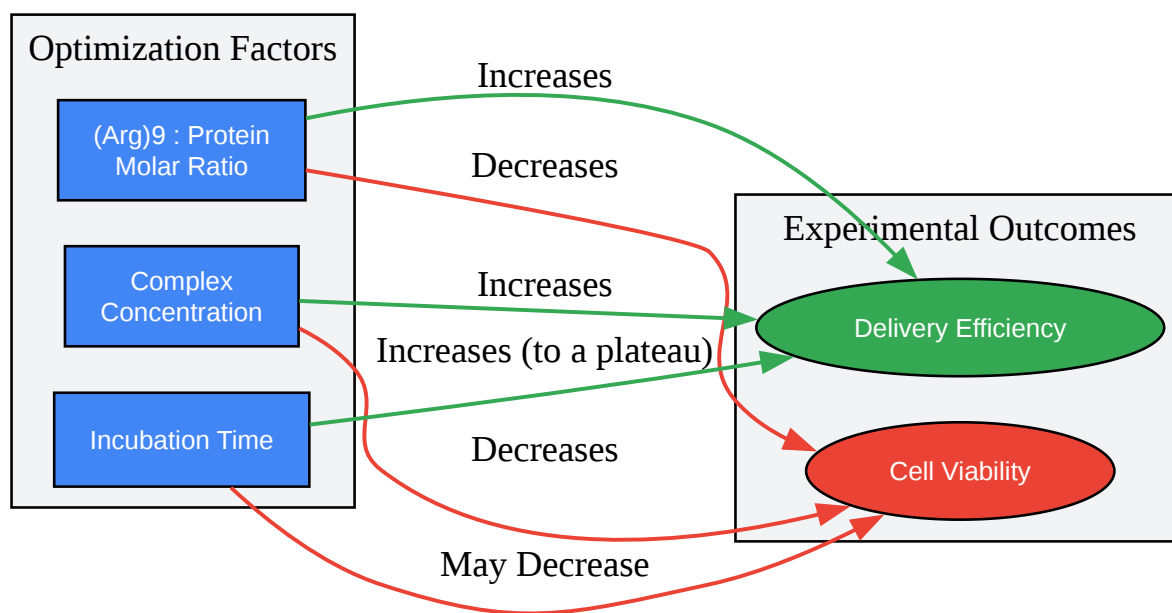 Optimization Factors
(Arg)9 : Protein
Molar Ratio
Complex
Concentration
Incubation Time
Increases
Decreases
Increases
Increases (to a plateau)
Decreases
May Decrease
Experimental Outcomes
Delivery Efficiency
Cell Viability